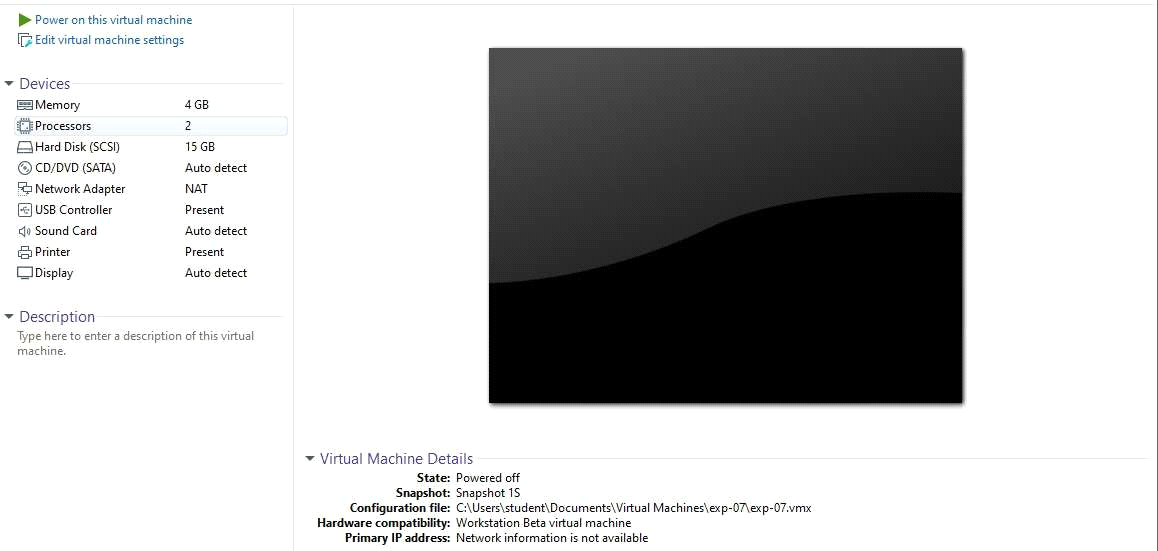 Power on this virtual machine
Edit virtual machine settings
Devices
Memory 4 GB
Processors 2
Hard Disk (SCSI) 15 GB
CD/DVD (SATA) Auto detect
Network Adapter NAT
USB Controller Present
Sound Card Auto detect
Printer Present
Display Auto detect
Description
Type here to enter a description of this virtual
machine.
Virtual Machine Details
State: Powered off
Snapshot: Snapshot 1S
Configuration file: C:\Users\student\Documents\Virtual Machines\exp-07\exp-07.vmx
Hardware compatibility: Workstation Beta virtual machine
Primary IP address: Network information is not available